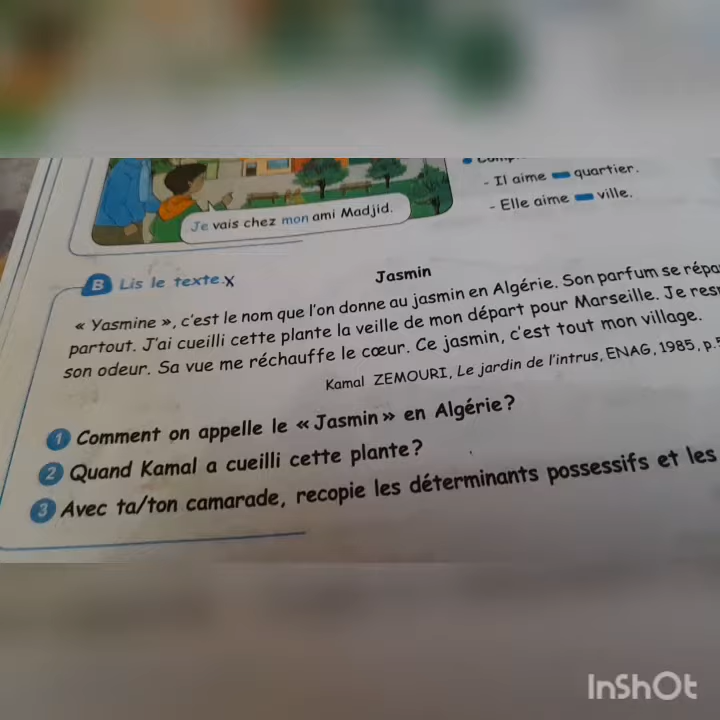 - Il aime quartier.
- Elle aime ville.
Je vais chez mon ami Madjid.
B Lis le texte.x
Jasmin
« Yasmine », c'est le nom que l'on donne au jasmin en Algérie. Son parfum se
partout. J'ai cueilli cette plante la veille de mon départ pour Marseille. Je
son odeur. Sa vue me réchauffe le cœur. Ce jasmin, c'est tout mon village.
Kamal ZEMOURI, Le jardin de l'intrus, ENAG, 1985,
1 Comment on appelle le « Jasmin » en Algérie?
2 Quand Kamal a cueilli cette plante?
3 Avec ta/ton camarade, recopie les déterminants possessifs et les
InShOt